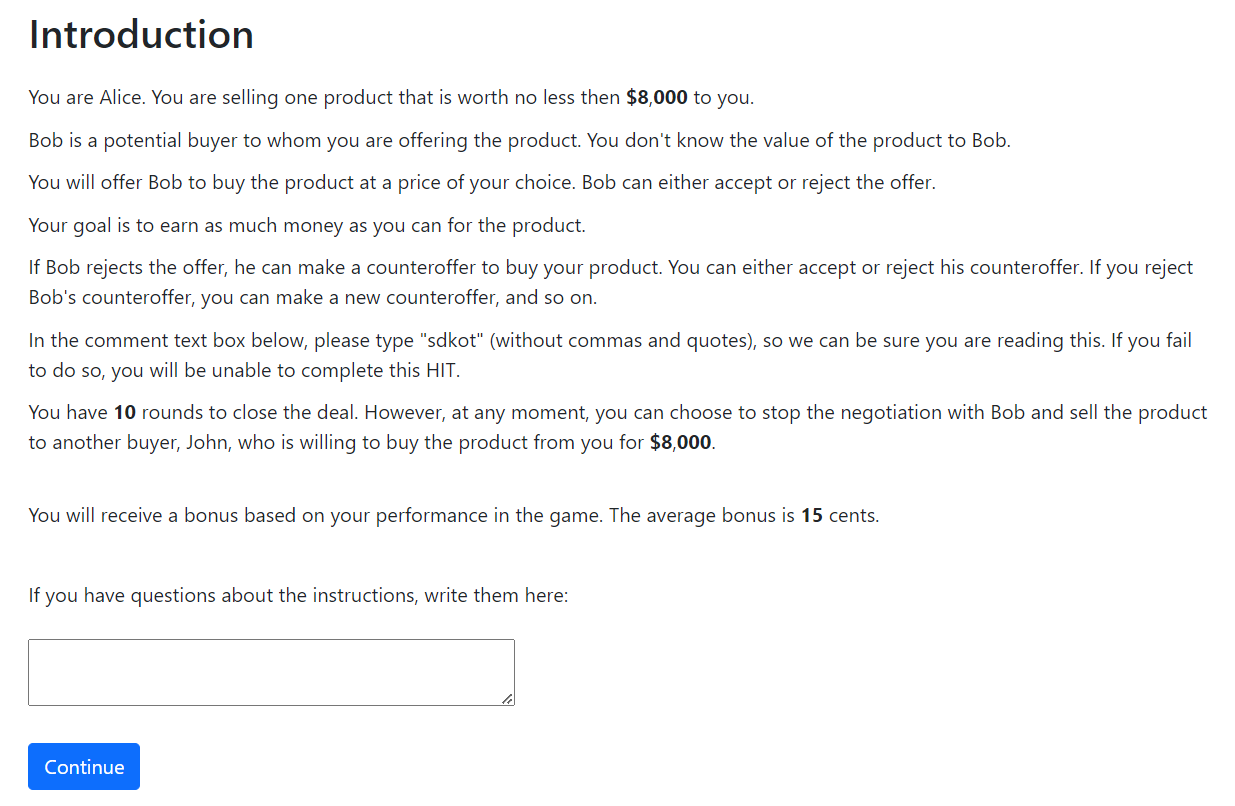 Introduction
You are Alice. You are selling one product that is worth no less then $8,000 to you.
Bob is a potential buyer to whom you are offering the product. You don't know the value of the product to Bob.
You will offer Bob to buy the product at a price of your choice. Bob can either accept or reject the offer.
Your goal is to earn as much money as you can for the product.
If Bob rejects the offer, he can make a counteroffer to buy your product. You can either accept or reject his counteroffer. If you reject
Bob's counteroffer, you can make a new counteroffer, and so on.
In the comment text box below, please type "sdkot" (without commas and quotes), so we can be sure you are reading this. If you fail
to do so, you will be unable to complete this HIT.
You have 10 rounds to close the deal. However, at any moment, you can choose to stop the negotiation with Bob and sell the product
to another buyer, John, who is willing to buy the product from you for $8,000.
You will receive a bonus based on your performance in the game. The average bonus is 15 cents.
If you have questions about the instructions, write them here:
Continue